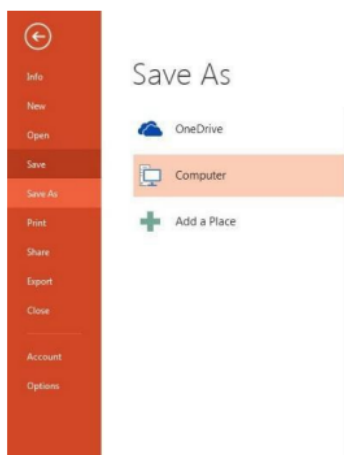 Info
New
Open
Save
Save As
Print
Share
Export
Close
Account
Options
Save As
OneDrive
Computer
Add a Place